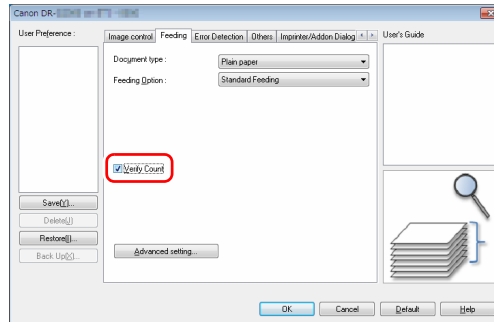 Canon DR-
User Preference :
Image control Feeding Error Detection Others Imprinter/Addon Dialog
User's Guide
Document type :
Plain paper
Feeding Option :
Standard Feeding
Verify Count
Save(Y)...
Delete(J)
Restore(I)...
Back Up(X)...
Advanced setting...
OK Cancel Default Help